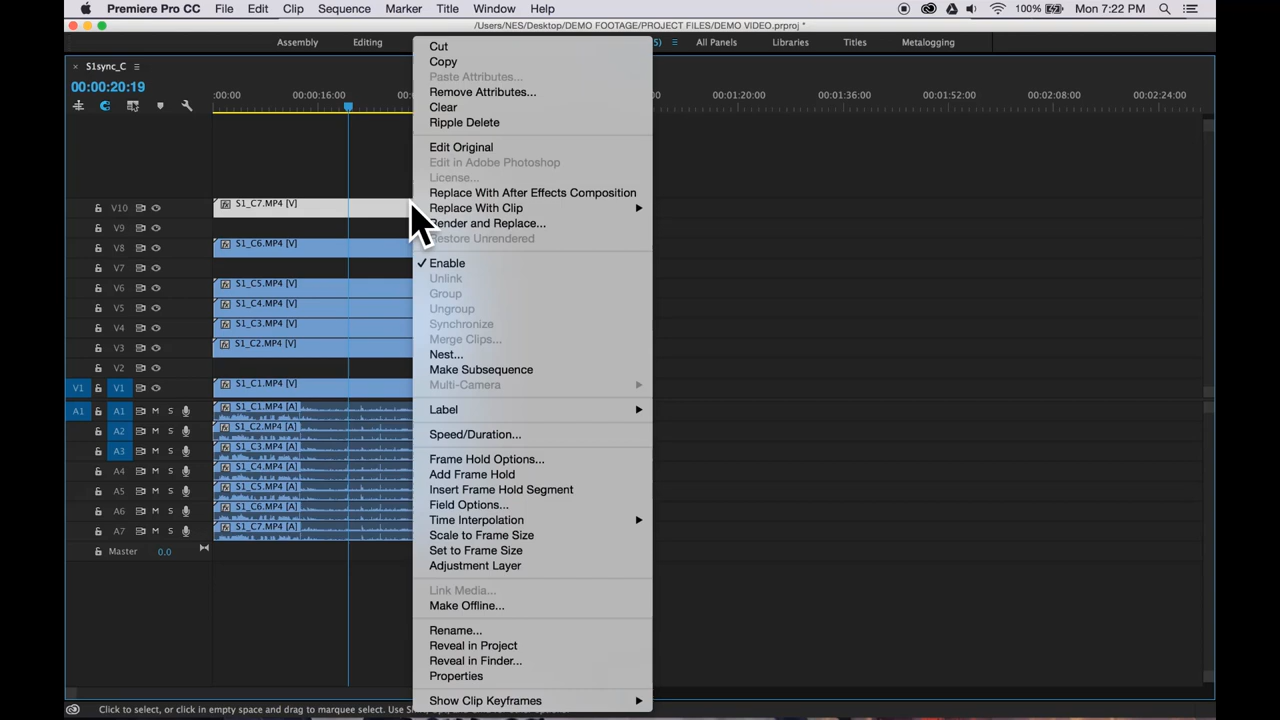 Premiere Pro CC File Edit Clip Sequence Marker Title Window Help 100% Mon 7:22 PM
/Users/NES/Desktop/DEMO FOOTAGE/PROJECT FILES/DEMO VIDEO.prproj *
Assembly Editing 5) All Panels Libraries Titles Metalogging
× S1sync_C
00:00:20:19
:00:00 00:00:16:00 00:01:20:00 00:01:36:00 00:01:52:00 00:02:08:00 00:02:24:00
V10 S1_C7.MP4 [V]
V9
V8 S1_C6.MP4 [V]
V7
V6 S1_C5.MP4 [V]
V5 S1_C4.MP4 [V]
V4 S1_C3.MP4 [V]
V3 S1_C2.MP4 [V]
V2
V1 V1 S1_C1.MP4 [V]
A1 A1 M S S1_C1.MP4 [A]
A2 M S S1_C2.MP4 [A]
A3 M S S1_C3.MP4 [A]
A4 M S S1_C4.MP4 [A]
A5 M S S1_C5.MP4 [A]
A6 M S S1_C6.MP4 [A]
A7 M S S1_C7.MP4 [A]
Master 0.0
Cut
Copy
Paste Attributes...
Remove Attributes...
Clear
Ripple Delete
Edit Original
Edit in Adobe Photoshop
License...
Replace With After Effects Composition
Replace With Clip
Render and Replace...
Restore Unrendered
✓ Enable
Unlink
Group
Ungroup
Synchronize
Merge Clips...
Nest...
Make Subsequence
Multi-Camera
Label
Speed/Duration...
Frame Hold Options...
Add Frame Hold
Insert Frame Hold Segment
Field Options...
Time Interpolation
Scale to Frame Size
Set to Frame Size
Adjustment Layer
Link Media...
Make Offline...
Rename...
Reveal in Project
Reveal in Finder...
Properties
Show Clip Keyframes
Click to select, or click in empty space and drag to marquee select. Use